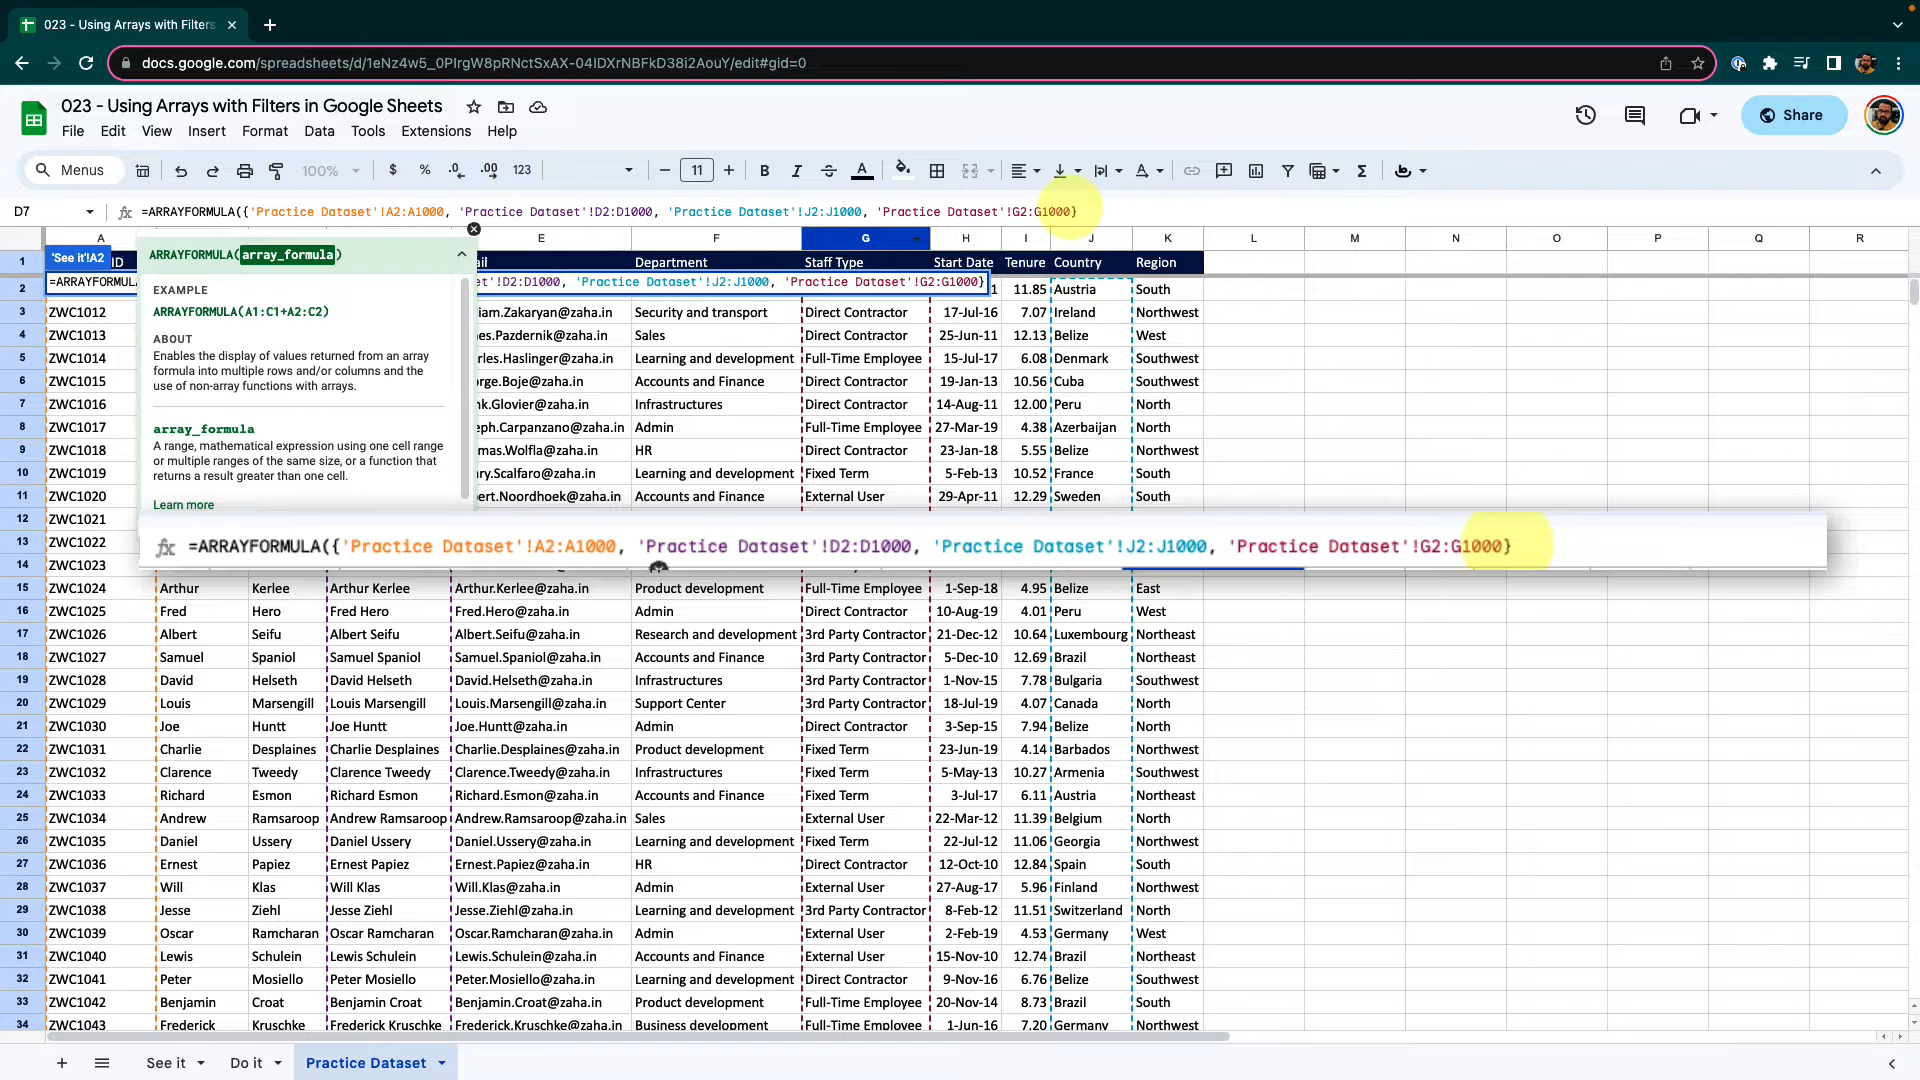 023 - Using Arrays with Filters
docs.google.com/spreadsheets/d/1eNz4w5_0PIrgW8pRNctSxAX-04IDXrNBFkD38i2AouY/edit#gid=0
023 - Using Arrays with Filters in Google Sheets
File Edit View Insert Format Data Tools Extensions Help
Share
Menus 100% $ % .0 .00 123 11 B I A
D7 fx =ARRAYFORMULA({'Practice Dataset'!A2:A1000, 'Practice Dataset'!D2:D1000, 'Practice Dataset'!J2:J1000, 'Practice Dataset'!G2:G1000}
A E F G H I J K L M N O P Q R
'See it'!A2
1 ID ail Department Staff Type Start Date Tenure Country Region
ARRAYFORMULA(array_formula)
EXAMPLE
ARRAYFORMULA(A1:C1+A2:C2)
ABOUT
Enables the display of values returned from an array
formula into multiple rows and/or columns and the
use of non-array functions with arrays.
array_formula
A range, mathematical expression using one cell range
or multiple ranges of the same size, or a function that
returns a result greater than one cell.
Learn more
2 =ARRAYFORMULA et'!D2:D1000, 'Practice Dataset'!J2:J1000, 'Practice Dataset'!G2:G1000} 1 11.85 Austria South
3 ZWC1012 iam.Zakaryan@zaha.in Security and transport Direct Contractor 17-Jul-16 7.07 Ireland Northwest
4 ZWC1013 es.Pazdernik@zaha.in Sales Direct Contractor 25-Jun-11 12.13 Belize West
5 ZWC1014 rles.Haslinger@zaha.in Learning and development Full-Time Employee 15-Jul-17 6.08 Denmark Southwest
6 ZWC1015 rge.Boje@zaha.in Accounts and Finance Direct Contractor 19-Jan-13 10.56 Cuba Southwest
7 ZWC1016 nk.Glovier@zaha.in Infrastructures Direct Contractor 14-Aug-11 12.00 Peru North
8 ZWC1017 eph.Carpanzano@zaha.in Admin Full-Time Employee 27-Mar-19 4.38 Azerbaijan North
9 ZWC1018 mas.Wolfla@zaha.in HR Direct Contractor 23-Jan-18 5.55 Belize North
10 ZWC1019 ry.Scalfaro@zaha.in Learning and development Fixed Term 5-Feb-13 10.52 France South
11 ZWC1020 ert.Noordhoek@zaha.in Accounts and Finance External User 29-Apr-11 12.29 Sweden South
12 ZWC1021
13 ZWC1022
fx =ARRAYFORMULA({'Practice Dataset'!A2:A1000, 'Practice Dataset'!D2:D1000, 'Practice Dataset'!J2:J1000, 'Practice Dataset'!G2:G1000}
14 ZWC1023
15 ZWC1024 Arthur Kerlee Arthur Kerlee Arthur.Kerlee@zaha.in Product development Full-Time Employee 1-Sep-18 4.95 Belize East
16 ZWC1025 Fred Hero Fred Hero Fred.Hero@zaha.in Admin Direct Contractor 10-Aug-19 4.01 Peru West
17 ZWC1026 Albert Seifu Albert Seifu Albert.Seifu@zaha.in Research and development 3rd Party Contractor 21-Dec-12 10.64 Luxembourg Northeast
18 ZWC1027 Samuel Spaniol Samuel Spaniol Samuel.Spaniol@zaha.in Accounts and Finance 3rd Party Contractor 5-Dec-10 12.69 Brazil Northeast
19 ZWC1028 David Helseth David Helseth David.Helseth@zaha.in Infrastructures 3rd Party Contractor 1-Nov-15 7.78 Bulgaria Southwest
20 ZWC1029 Louis Marsengill Louis Marsengill Louis.Marsengill@zaha.in Support Center 3rd Party Contractor 18-Jul-19 4.07 Canada North
21 ZWC1030 Joe Huntt Joe Huntt Joe.Huntt@zaha.in Admin Direct Contractor 3-Sep-15 7.94 Belize North
22 ZWC1031 Charlie Desplaines Charlie Desplaines Charlie.Desplaines@zaha.in Product development Fixed Term 23-Jun-19 4.14 Barbados Northwest
23 ZWC1032 Clarence Tweedy Clarence Tweedy Clarence.Tweedy@zaha.in Infrastructures Fixed Term 5-May-13 10.27 Armenia Southwest
24 ZWC1033 Richard Esmon Richard Esmon Richard.Esmon@zaha.in Accounts and Finance Fixed Term 3-Jul-17 6.11 Austria Northeast
25 ZWC1034 Andrew Ramsaroop Andrew Ramsaroop Andrew.Ramsaroop@zaha.in Sales External User 22-Mar-12 11.39 Belgium North
26 ZWC1035 Daniel Ussery Daniel Ussery Daniel.Ussery@zaha.in Learning and development Fixed Term 22-Jul-12 11.06 Georgia Northwest
27 ZWC1036 Ernest Papiez Ernest Papiez Ernest.Papiez@zaha.in HR Direct Contractor 12-Oct-10 12.84 Spain South
28 ZWC1037 Will Klas Will Klas Will.Klas@zaha.in Admin External User 27-Aug-17 5.96 Finland Northwest
29 ZWC1038 Jesse Ziehl Jesse Ziehl Jesse.Ziehl@zaha.in Learning and development 3rd Party Contractor 8-Feb-12 11.51 Switzerland North
30 ZWC1039 Oscar Ramcharan Oscar Ramcharan Oscar.Ramcharan@zaha.in Admin External User 2-Feb-19 4.53 Germany West
31 ZWC1040 Lewis Schulein Lewis Schulein Lewis.Schulein@zaha.in Accounts and Finance External User 15-Nov-10 12.74 Brazil Northeast
32 ZWC1041 Peter Mosiello Peter Mosiello Peter.Mosiello@zaha.in Learning and development Direct Contractor 9-Nov-16 6.76 Belize Southwest
33 ZWC1042 Benjamin Croat Benjamin Croat Benjamin.Croat@zaha.in Product development Full-Time Employee 20-Nov-14 8.73 Brazil South
34 ZWC1043 Frederick Kruschke Frederick Kruschke Frederick.Kruschke@zaha.in Business development Full-Time Employee 1-Jun-16 7.20 Germany Northwest
See it Do it Practice Dataset